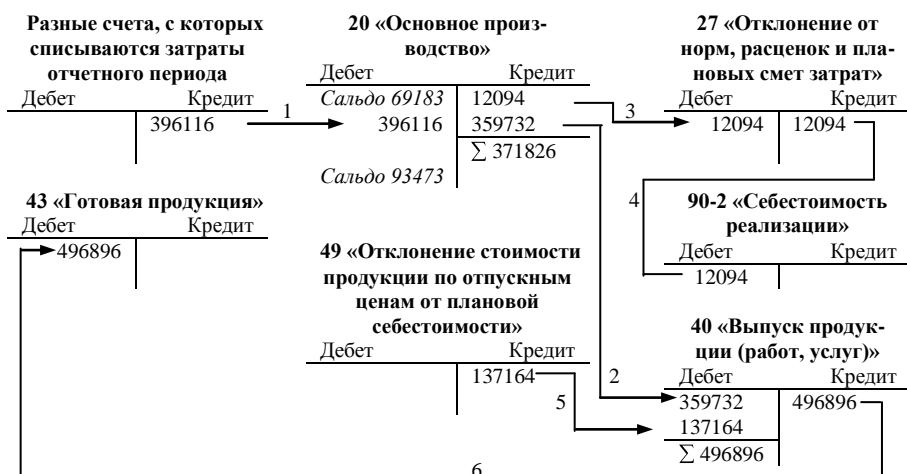 Разные счета, с которых
списываются затраты
отчетного периода
Дебет Кредит
396116
1
20 «Основное произ-
водство»
Дебет Кредит
Сальдо 69183 12094
396116 359732
∑ 371826
Сальдо 93473
3
27 «Отклонение от
норм, расценок и пла-
новых смет затрат»
Дебет Кредит
12094 12094
4
43 «Готовая продукция»
Дебет Кредит
496896
90-2 «Себестоимость
реализации»
Дебет Кредит
12094
49 «Отклонение стоимости
продукции по отпускным
ценам от плановой
себестоимости»
Дебет Кредит
137164
2
5
40 «Выпуск продук-
ции (работ, услуг)»
Дебет Кредит
359732 496896
137164
∑ 496896
6